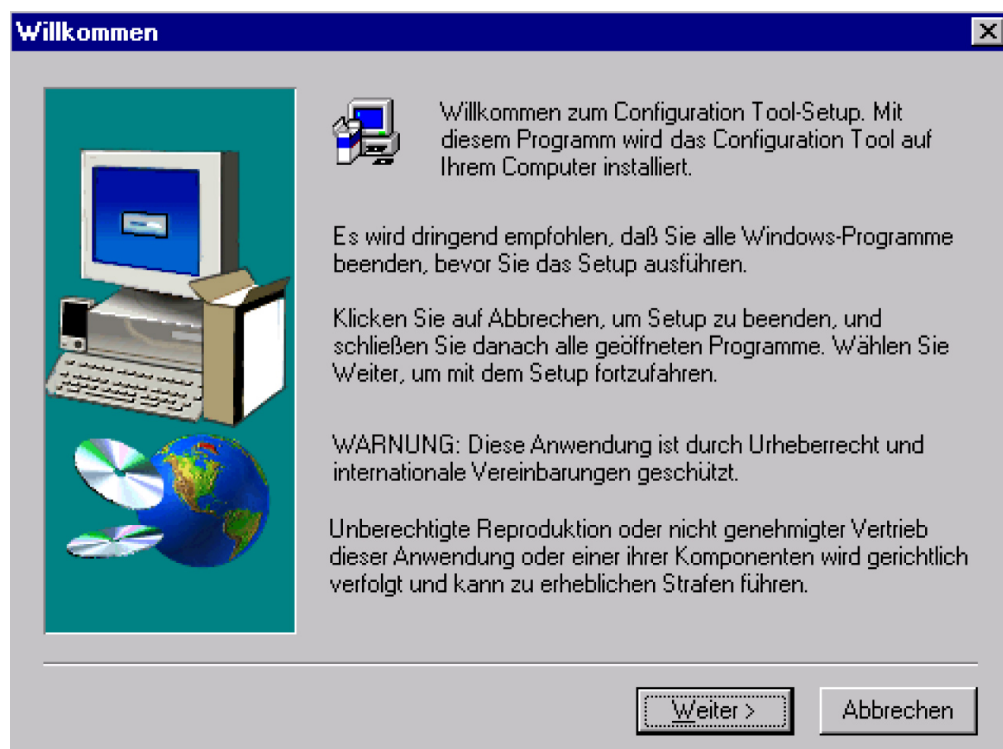 Willkommen
Willkommen zum Configuration Tool-Setup. Mit
diesem Programm wird das Configuration Tool auf
Ihrem Computer installiert.
Es wird dringend empfohlen, daß Sie alle Windows-Programme
beenden, bevor Sie das Setup ausführen.
Klicken Sie auf Abbrechen, um Setup zu beenden, und
schließen Sie danach alle geöffneten Programme. Wählen Sie
Weiter, um mit dem Setup fortzufahren.
WARNUNG: Diese Anwendung ist durch Urheberrecht und
internationale Vereinbarungen geschützt.
Unberechtigte Reproduktion oder nicht genehmigter Vertrieb
dieser Anwendung oder einer ihrer Komponenten wird gerichtlich
verfolgt und kann zu erheblichen Strafen führen.
Weiter >
Abbrechen